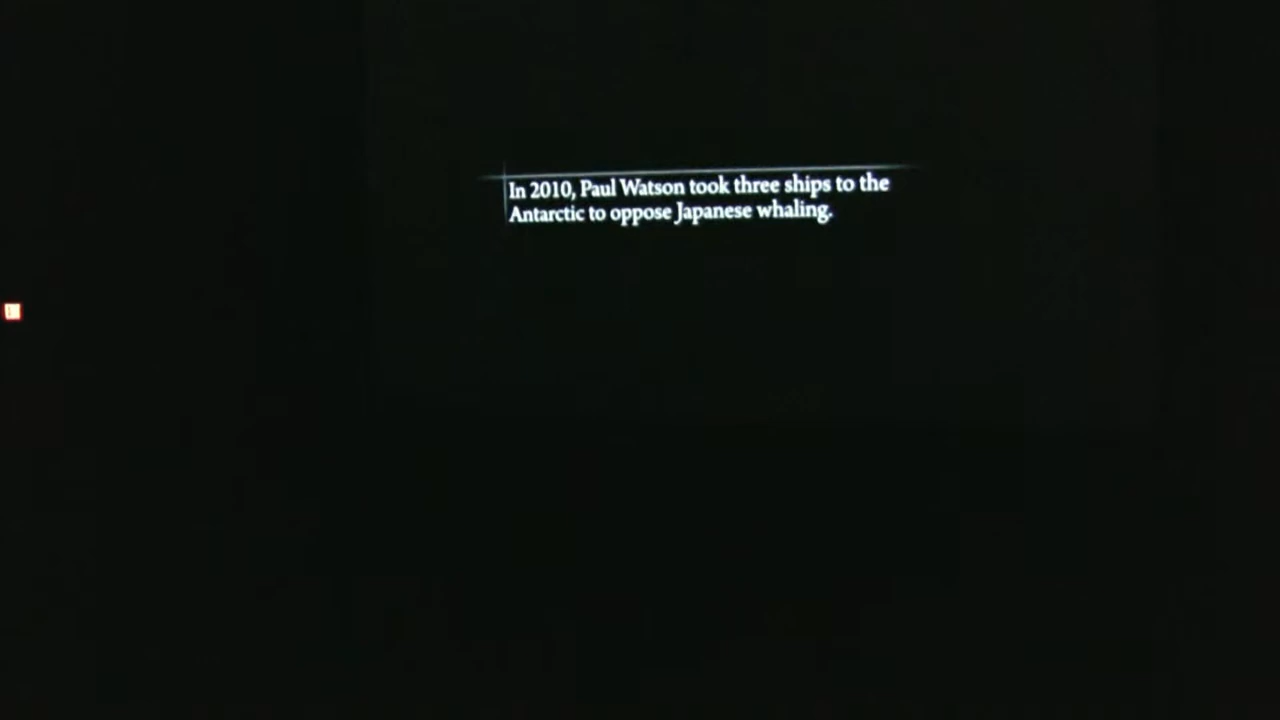 In 2010, Paul Watson took three ships to the
Antarctic to oppose Japanese whaling.